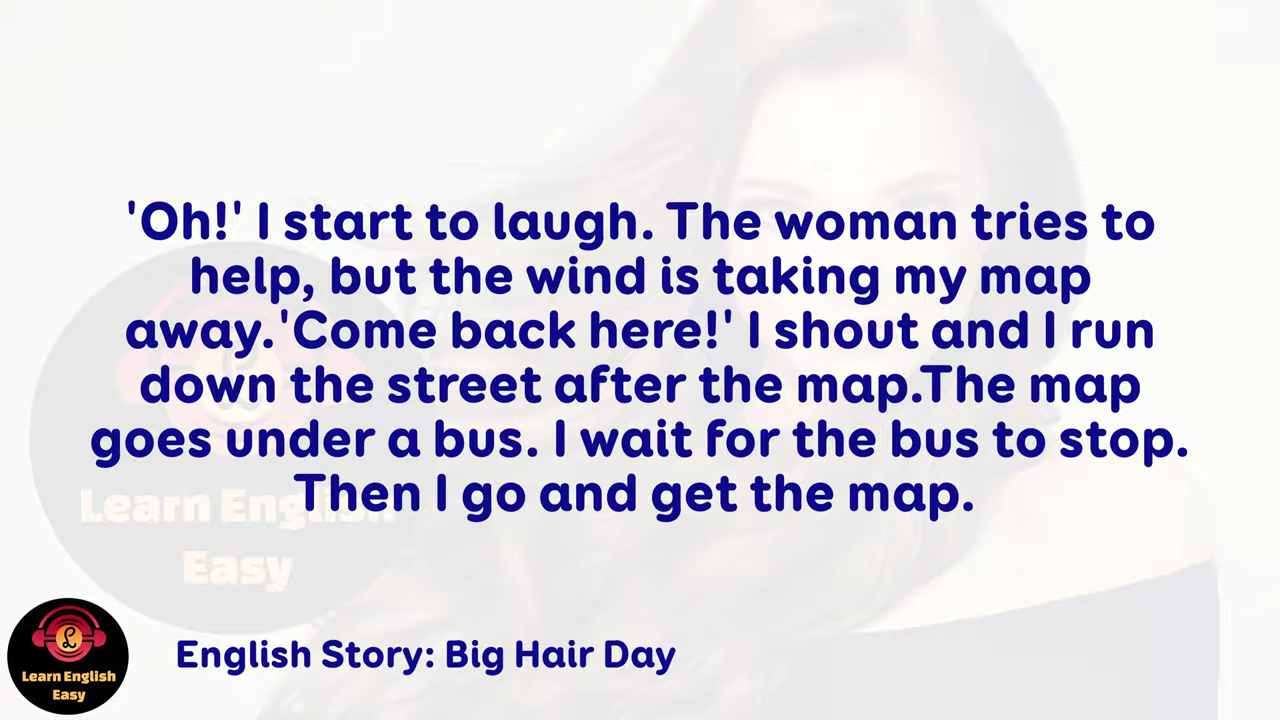 'Oh!' I start to laugh. The woman tries to
help, but the wind is taking my map
away.'Come back here!' I shout and I run
down the street after the map.The map
goes under a bus. I wait for the bus to stop.
Then I go and get the map.
Learn English
Easy
L
Learn English
Easy
English Story: Big Hair Day